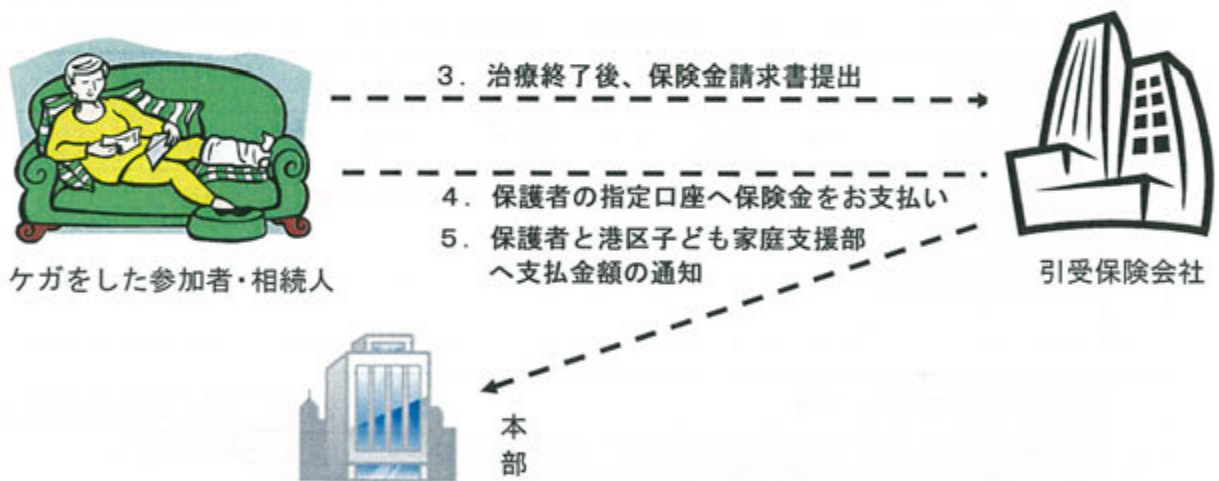 3．治療終了後、保険金請求書提出
4．保護者の指定口座へ保険金をお支払い
5．保護者と港区子ども家庭支援部
へ支払金額の通知
ケガをした参加者・相続人
引受保険会社
本
部